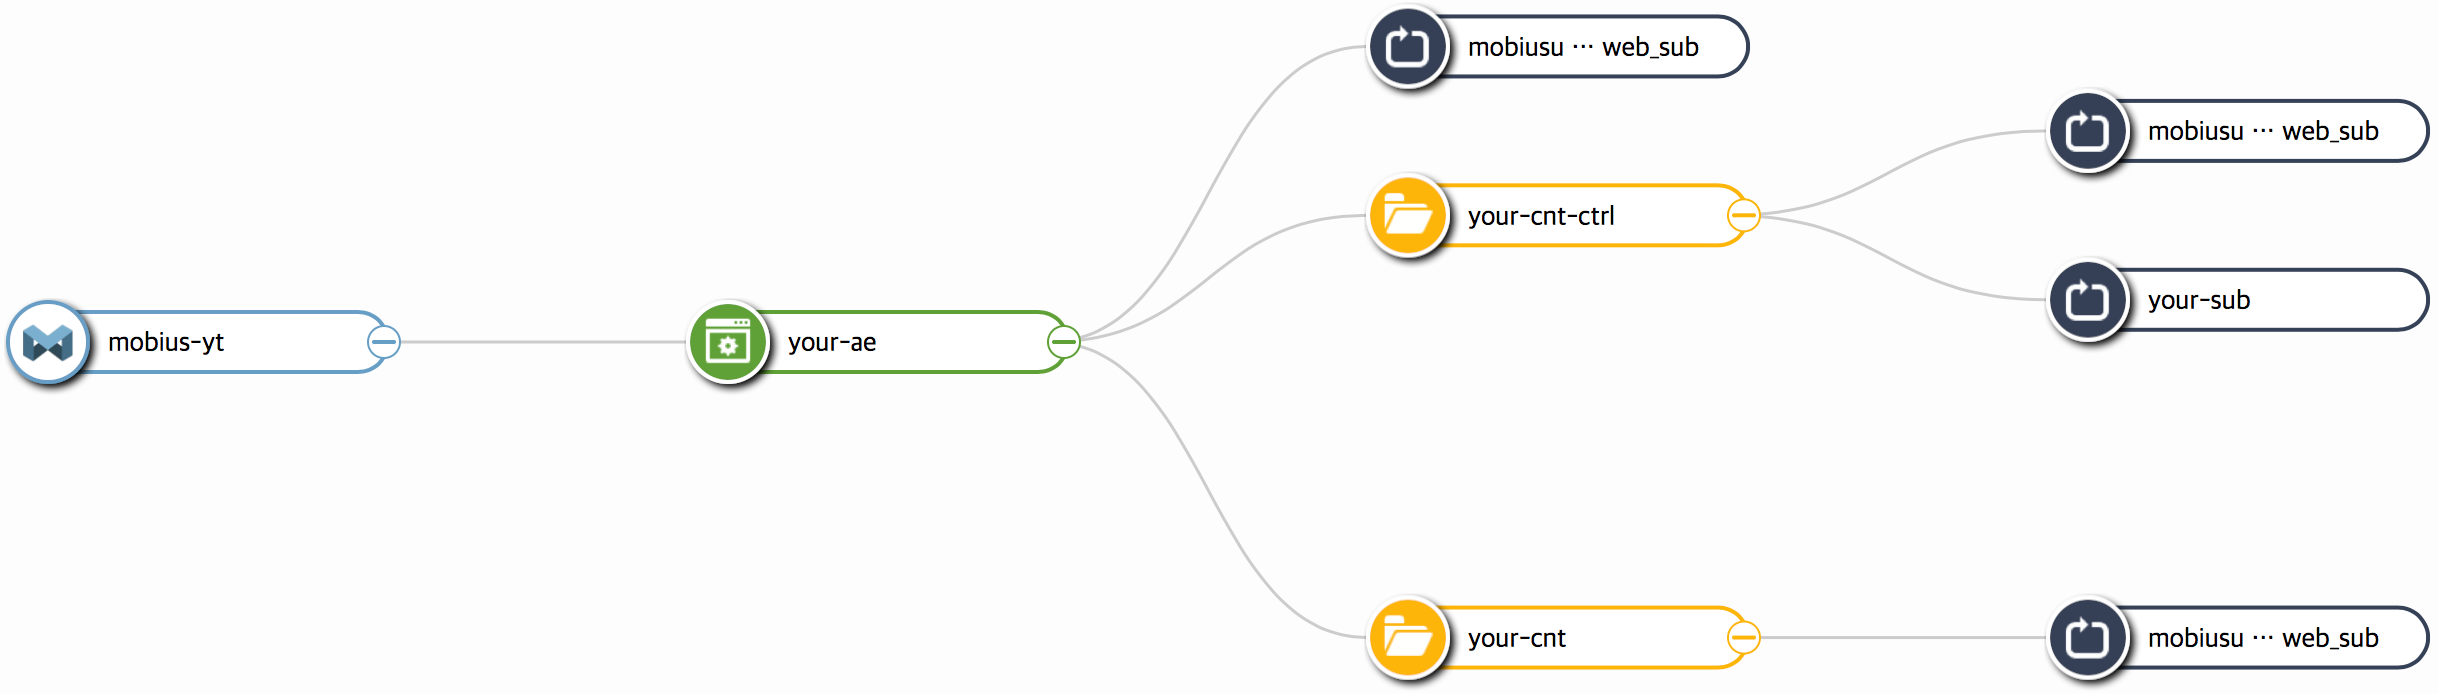 mobius-yt
your-ae
mobiusu ··· web_sub
your-cnt-ctrl
mobiusu ··· web_sub
your-sub
your-cnt
mobiusu ··· web_sub